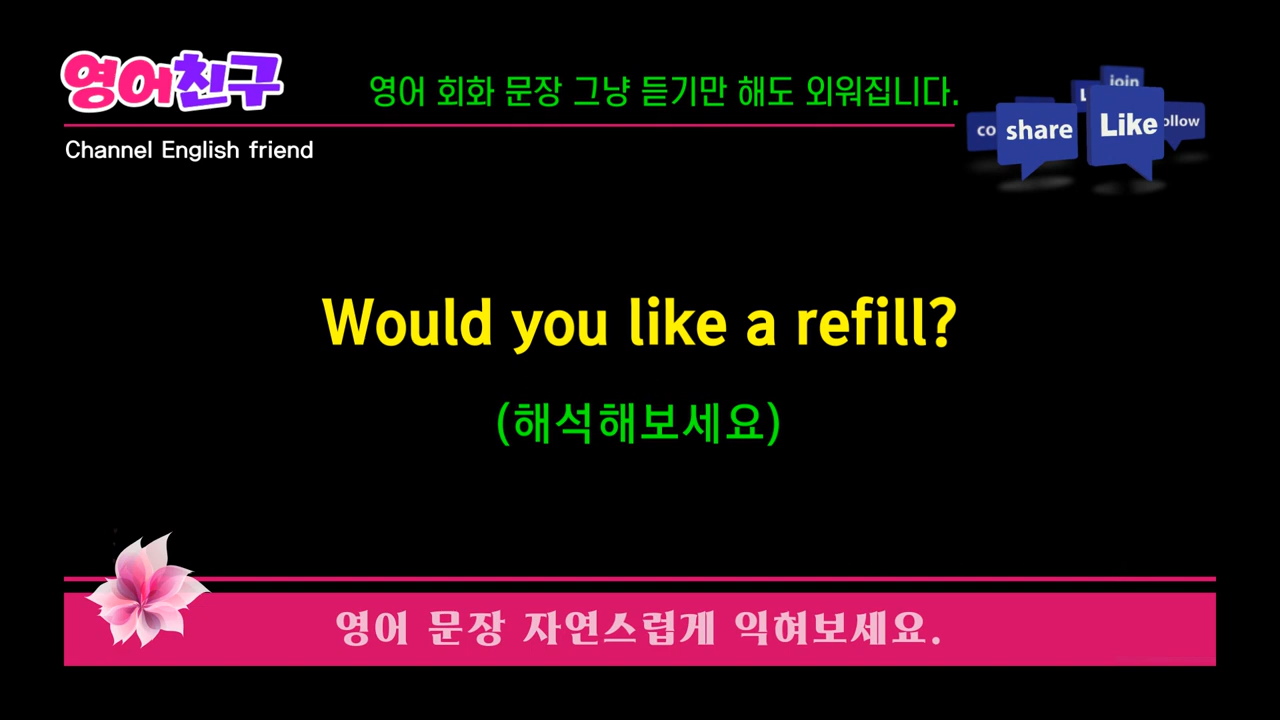 영어친구
영어 회화 문장 그냥 듣기만 해도 외워집니다.
join
share
Like
Channel English friend
Would you like a refill?
(해석해보세요)
영어 문장 자연스럽게 익혀보세요.